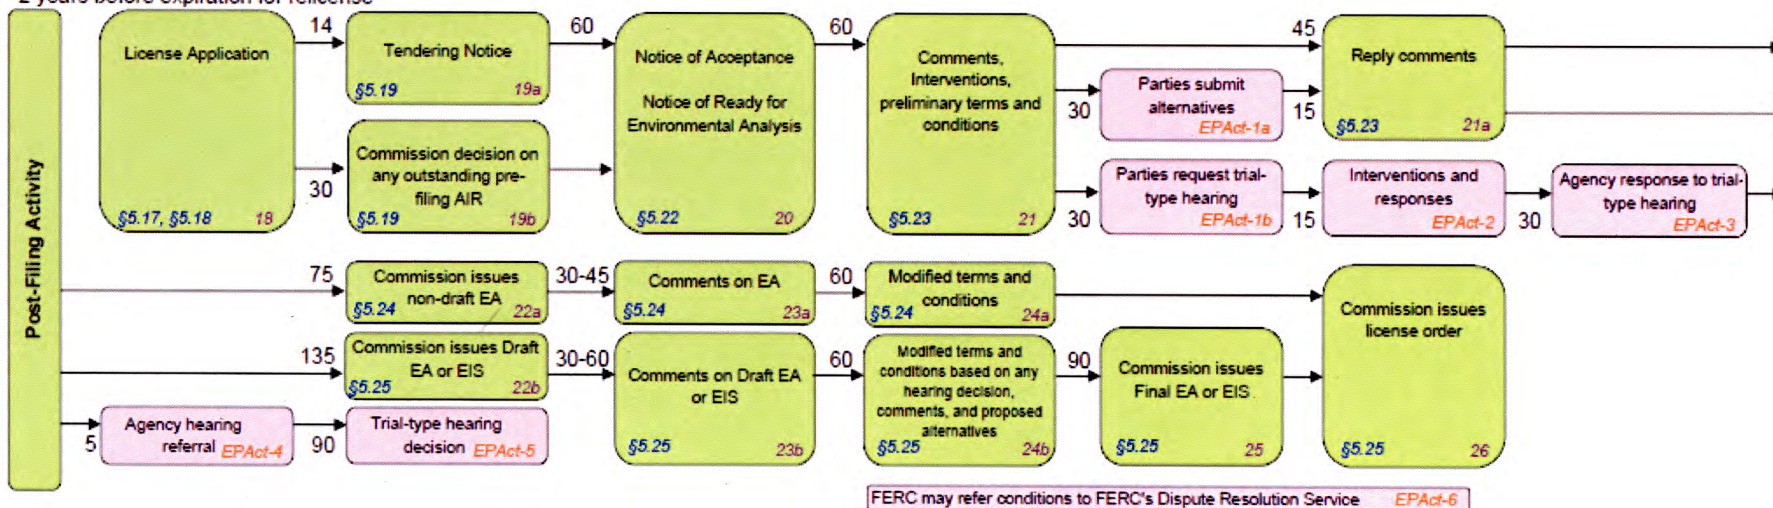 2 years before expiration for relicense
Post-Filing Activity
License Application
§5.17, §5.18 18
14
30
Tendering Notice
§5.19 19a
Commission decision on
any outstanding pre-
filing AIR
§5.19 19b
60
Notice of Acceptance
Notice of Ready for
Environmental Analysis
§5.22 20
60
Comments,
Interventions,
preliminary terms and
conditions
§5.23 21
45
30
Parties submit
alternatives
EPAct-1a
15
Reply comments
§5.23 21a
30
Parties request trial-
type hearing
EPAct-1b
15
Interventions and
responses
EPAct-2
30
Agency response to trial-
type hearing
EPAct-3
75
Commission issues
non-draft EA
§5.24 22a
30-45
Comments on EA
§5.24 23a
60
Modified terms and
conditions
§5.24 24a
Commission issues
license order
§5.25 26
135
Commission issues Draft
EA or EIS
§5.25 22b
30-60
Comments on Draft EA
or EIS
§5.25 23b
60
Modified terms and
conditions based on any
hearing decision,
comments, and proposed
alternatives
§5.25 24b
90
Commission issues
Final EA or EIS
§5.25 25
5
Agency hearing
referral EPAct-4
90
Trial-type hearing
decision EPAct-5
FERC may refer conditions to FERC's Dispute Resolution Service EPAct-6